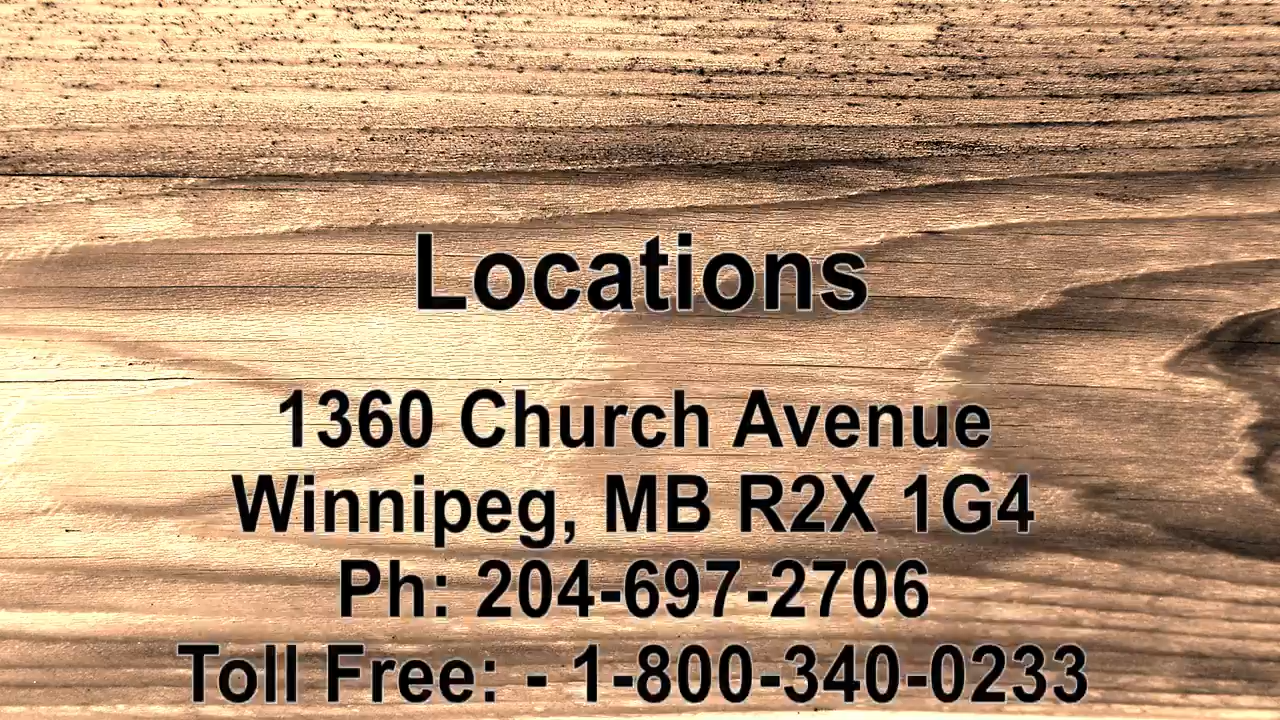 Locations
1360 Church Avenue
Winnipeg, MB R2X 1G4
Ph: 204-697-2706
Toll Free: - 1-800-340-0233